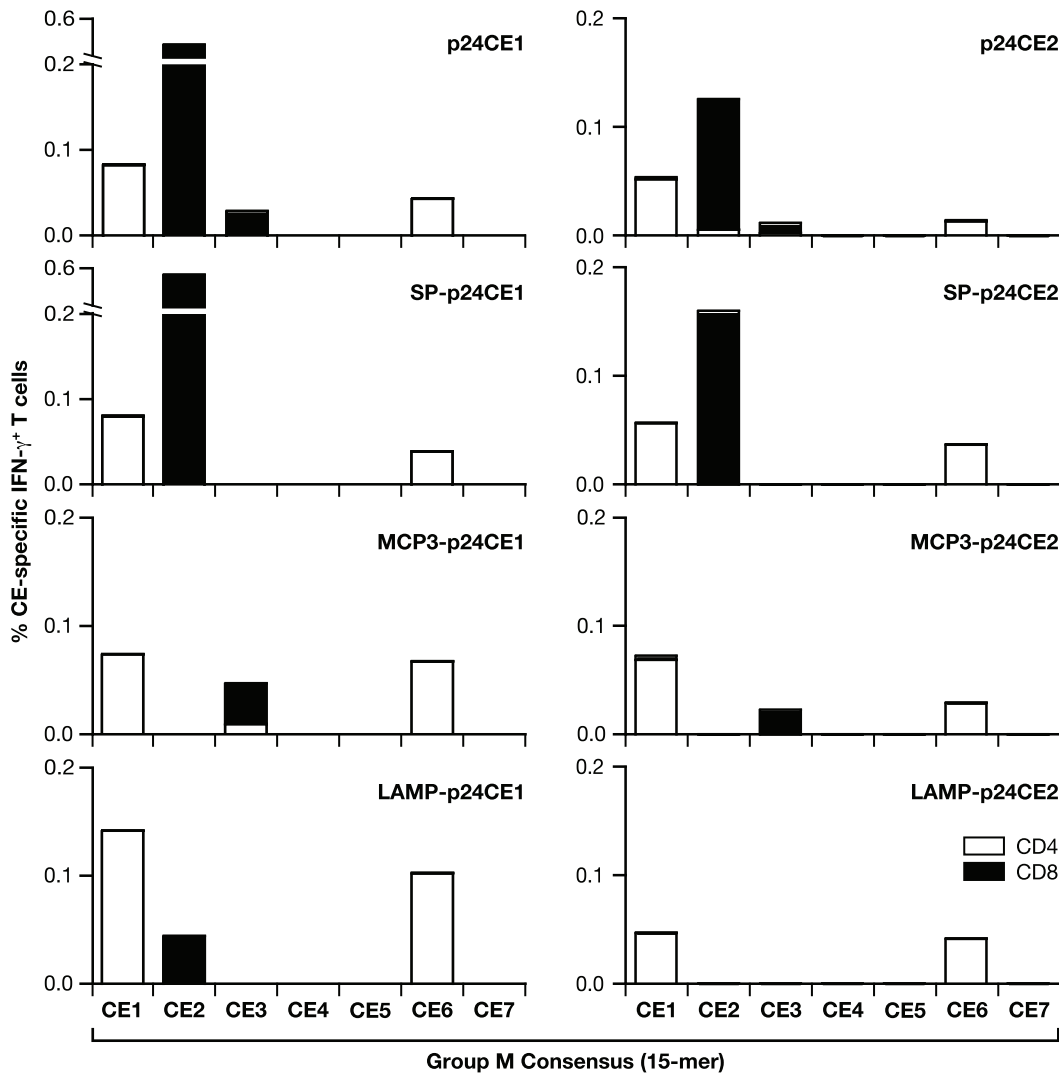 % CE-specific IFN-γ+ T cells
p24CE1
0.6
0.2
0.1
0.0
p24CE2
0.2
0.1
0.0
SP-p24CE1
0.6
0.2
0.1
0.0
SP-p24CE2
0.2
0.1
0.0
MCP3-p24CE1
0.2
0.1
0.0
MCP3-p24CE2
0.2
0.1
0.0
LAMP-p24CE1
0.2
0.1
0.0
LAMP-p24CE2
0.2
0.1
0.0
CD4
CD8
CE1 CE2 CE3 CE4 CE5 CE6 CE7
CE1 CE2 CE3 CE4 CE5 CE6 CE7
Group M Consensus (15-mer)